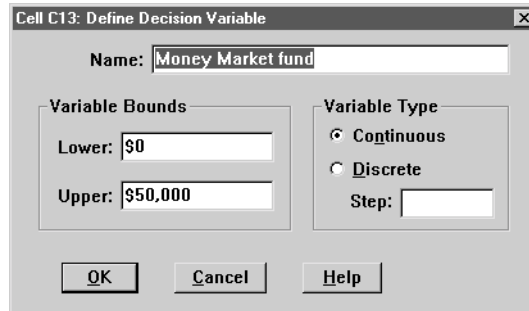 Cell C13: Define Decision Variable
Name: Money Market fund
Variable Bounds
Lower: $0
Upper: $50,000
Variable Type
Continuous
Discrete
Step:
OK Cancel Help